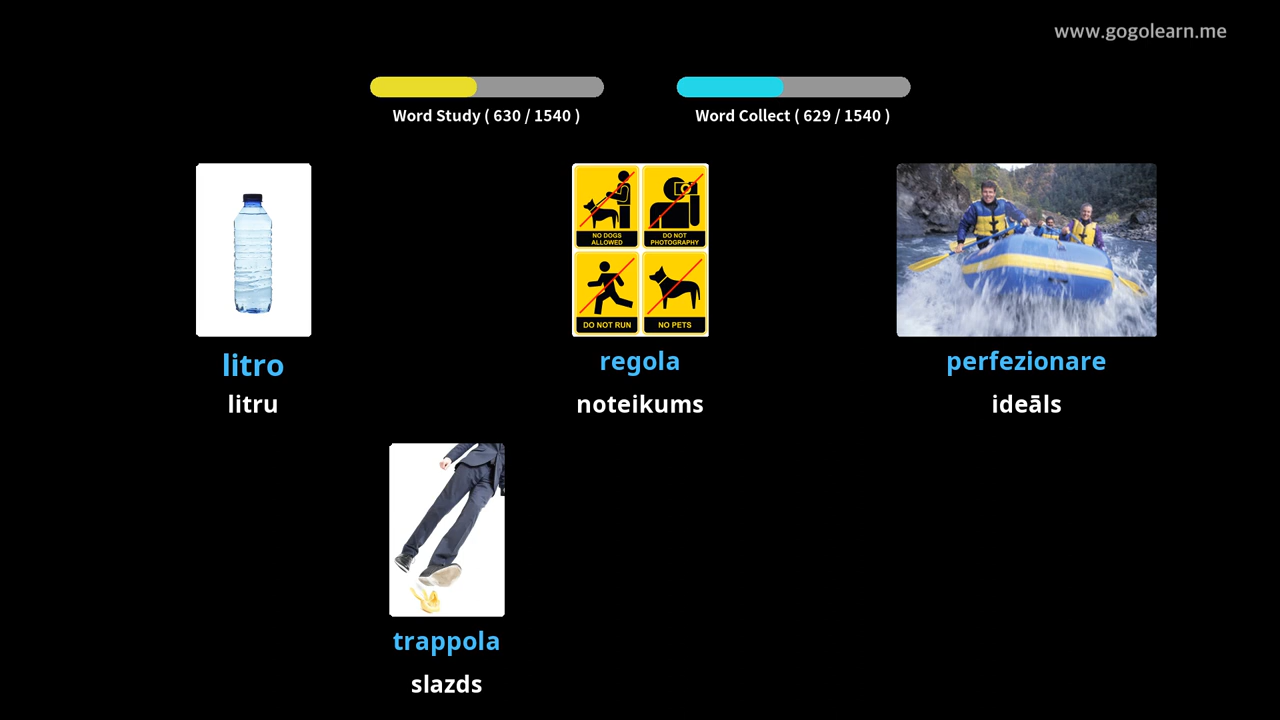 www.gogolearn.me
Word Study ( 630 / 1540 )
Word Collect ( 629 / 1540 )
NO DOGS
ALLOWED
DO NOT
PHOTOGRAPHY
DO NOT RUN
NO PETS
litro
litru
regola
noteikums
perfezionare
ideāls
trappola
slazds